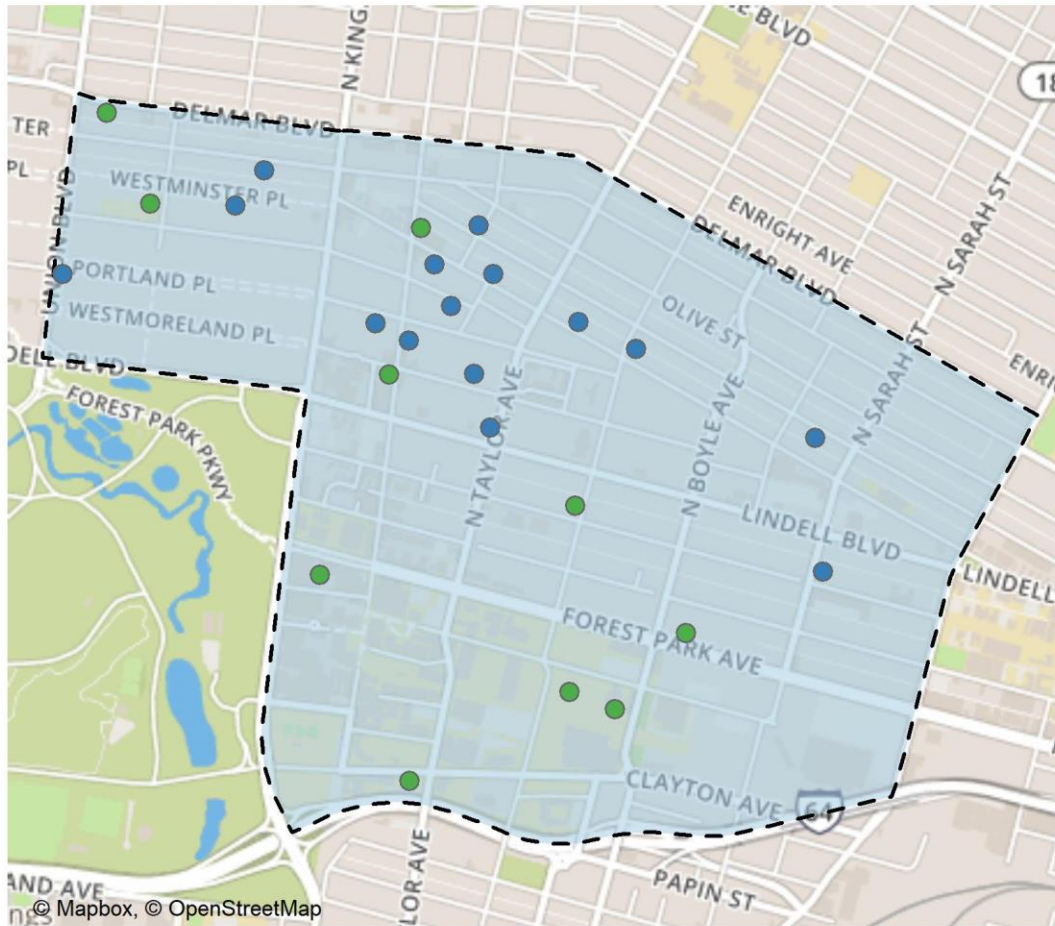 E BLVD
N KING
18
TER
DELMAR BLVD
PL
WESTMINSTER PL
UNION BLVD
ENRIGHT AVE
N SARAH ST
DELMAR BLVD
PORTLAND PL
WESTMORELAND PL
OLIVE ST
DELL BLVD
ENRI
FOREST PARK PKWY
N TAYLOR AVE
N BOYLE AVE
N SARAH ST
LINDELL BLVD
LINDELL
FOREST PARK AVE
CLAYTON AVE
64
LOR AVE
PAPIN ST
AND AVE
ngs
© Mapbox, © OpenStreetMap